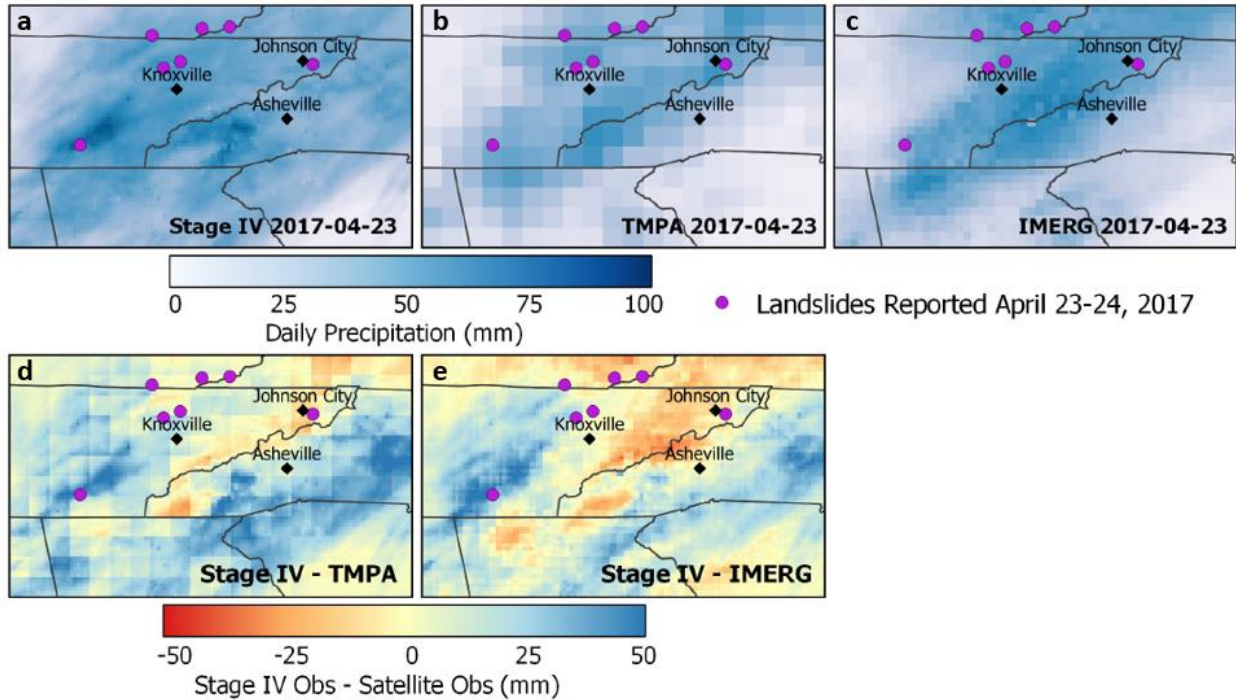 a
Johnson City
Knoxville
Asheville
Stage IV 2017-04-23
b
Johnson City
Knoxville
Asheville
TMPA 2017-04-23
c
Johnson City
Knoxville
Asheville
IMERG 2017-04-23
0 25 50 75 100
Daily Precipitation (mm)
Landslides Reported April 23-24, 2017
d
Johnson City
Knoxville
Asheville
Stage IV - TMPA
e
Johnson City
Knoxville
Asheville
Stage IV - IMERG
-50 -25 0 25 50
Stage IV Obs - Satellite Obs (mm)